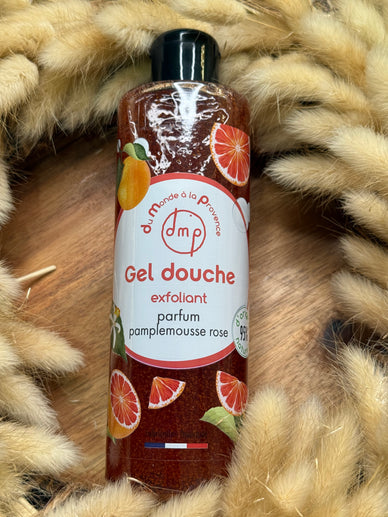 du Monde à la Provence
dmp
Gel douche
exfoliant
parfum
pamplemousse rose